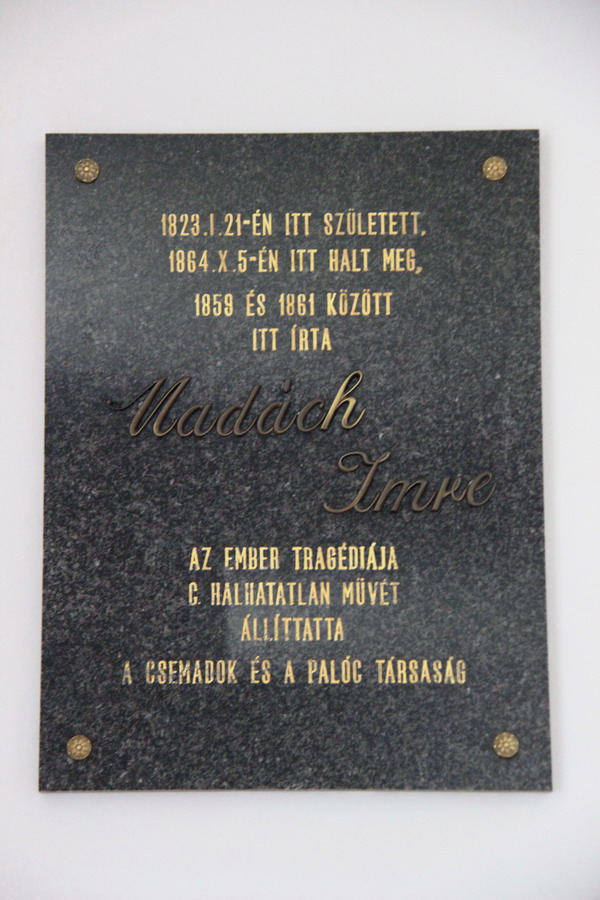 1823.I.21-ÉN ITT SZÜLETETT,
1864.X.5-ÉN ITT HALT MEG,
1859 ÉS 1861 KÖZÖTT
ITT ÍRTA
Madách
Imre
AZ EMBER TRAGÉDIÁJA
C. HALHATATLAN MŰVÉT
ÁLLÍTTATTA
A CSEMADOK ÉS A PALÓC TÁRSASÁG